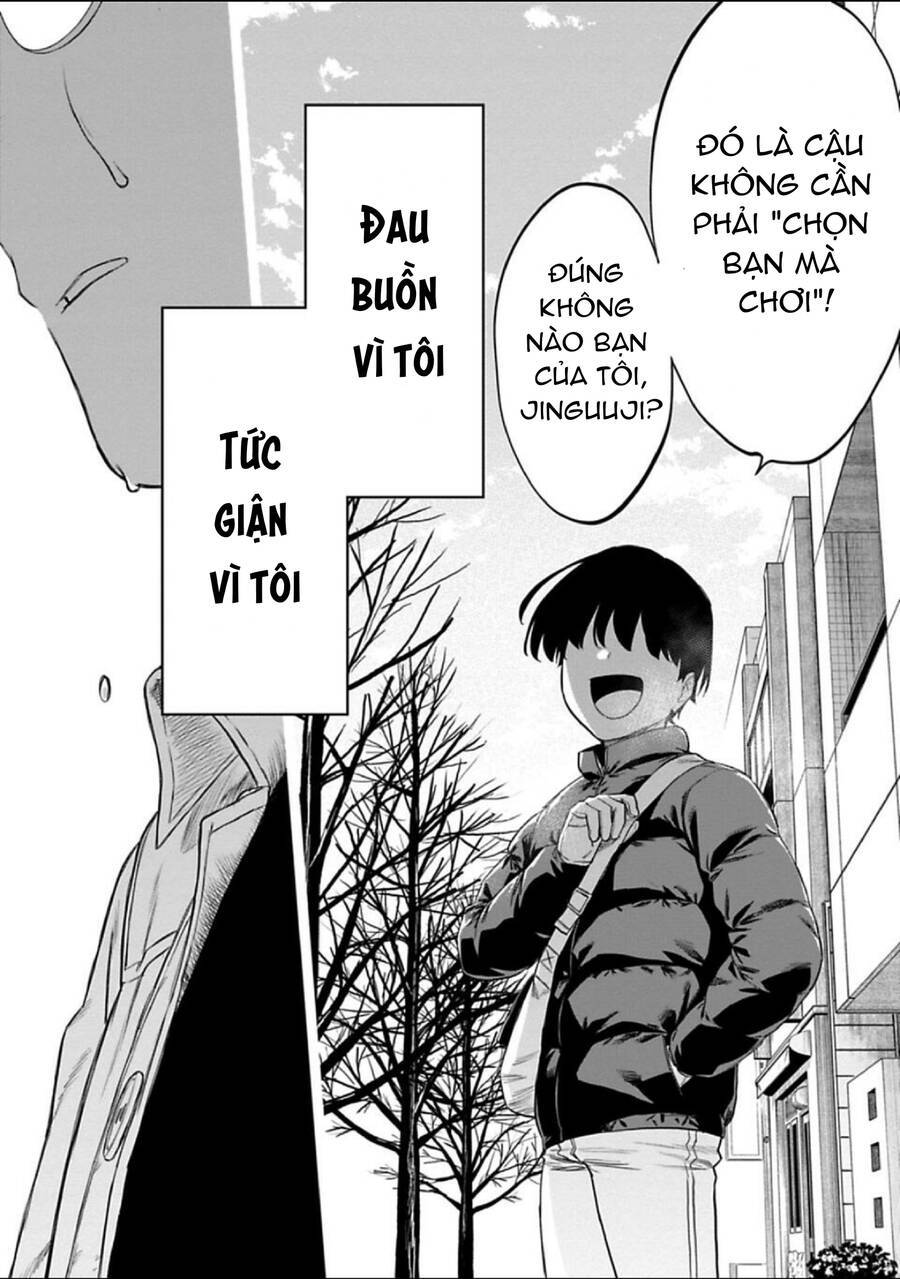 ĐÓ LÀ CẬU
KHÔNG CẦN
PHẢI "CHỌN
BẠN MÀ
CHƠI"!
ĐÚNG
KHÔNG
NÀO BẠN
CỦA TÔI,
JINGUUJI?
ĐAU
BUỒN
VÌ TÔI
TỨC
GIẬN
VÌ TÔI